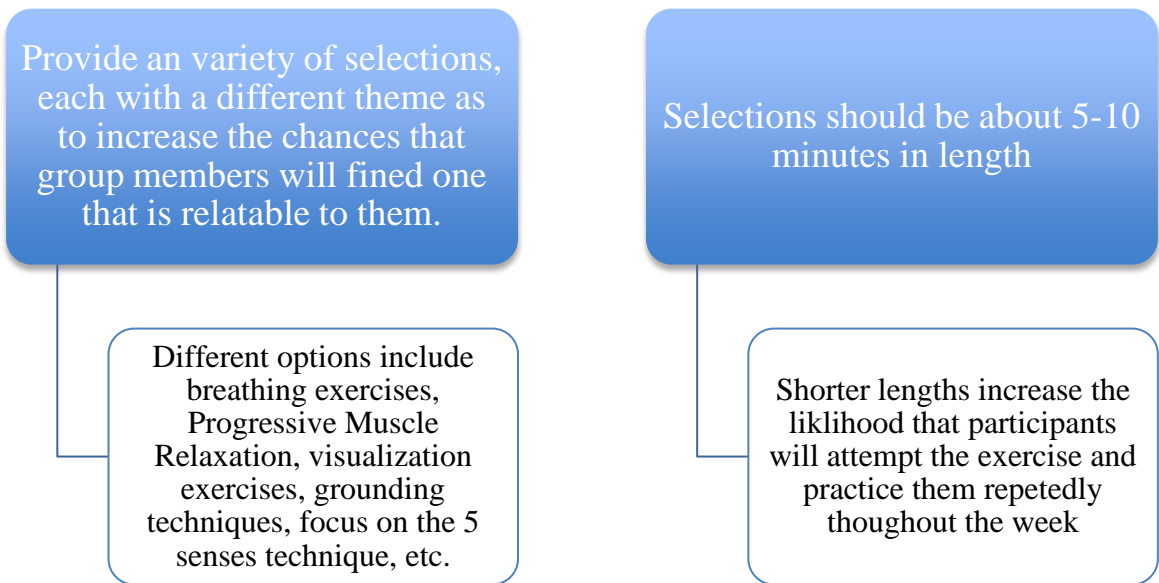 Provide an variety of selections,
each with a different theme as
to increase the chances that
group members will fined one
that is relatable to them.
Different options include
breathing exercises,
Progressive Muscle
Relaxation, visualization
exercises, grounding
techniques, focus on the 5
senses technique, etc.
Selections should be about 5-10
minutes in length
Shorter lengths increase the
liklihood that participants
will attempt the exercise and
practice them repetedly
thoughout the week